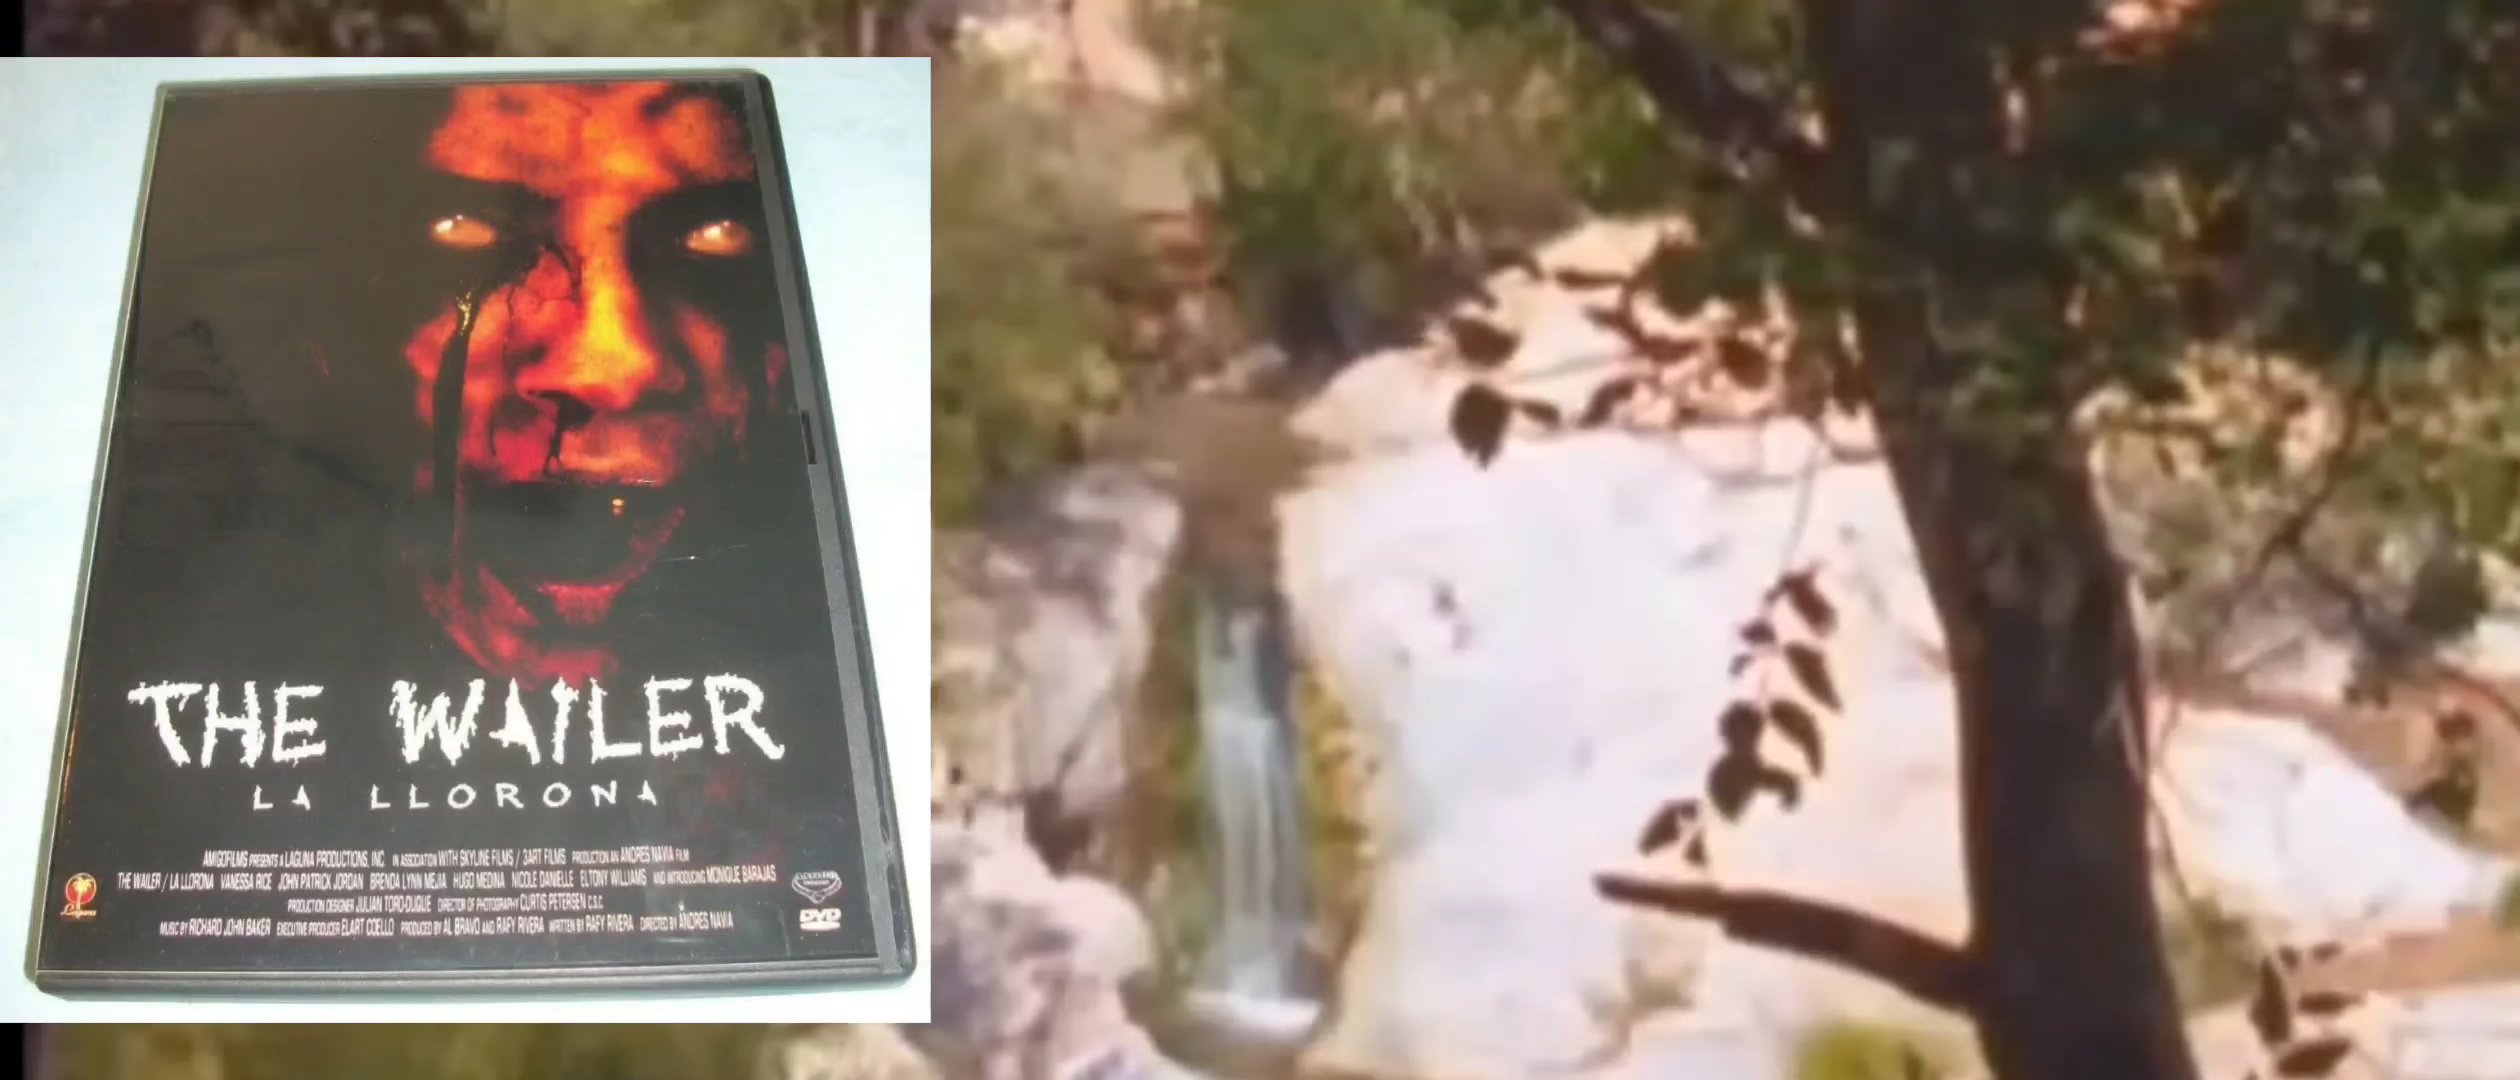 THE WAILER
LA LLORONA
AMIGOFILMS PRESENTS A LAGUNA PRODUCTIONS, INC. IN ASSOCIATION WITH SKYLINE FILMS / 3ART FILMS PRODUCTION AN ANDRES NAVIA FILM
THE WAILER / LA LLORONA VANESSA RICE JOHN PATRICK JORDAN BRENDA LYNN MEJIA HUGO MEDINA NICOLE DANIELLE ELTONY WILLIAMS AND INTRODUCING MONIQUE BARAJAS
PRODUCTION DESIGNER JULIAN TORO-DUQUE DIRECTOR OF PHOTOGRAPHY CURTIS PETERSEN C.S.C
MUSIC BY RICHARD JOHN BAKER EXECUTIVE PRODUCER ELART COELLO PRODUCED BY AL BRAVO AND RAFY RIVERA WRITTEN BY RAFY RIVERA DIRECTED BY ANDRES NAVIA
Laguna
DVD